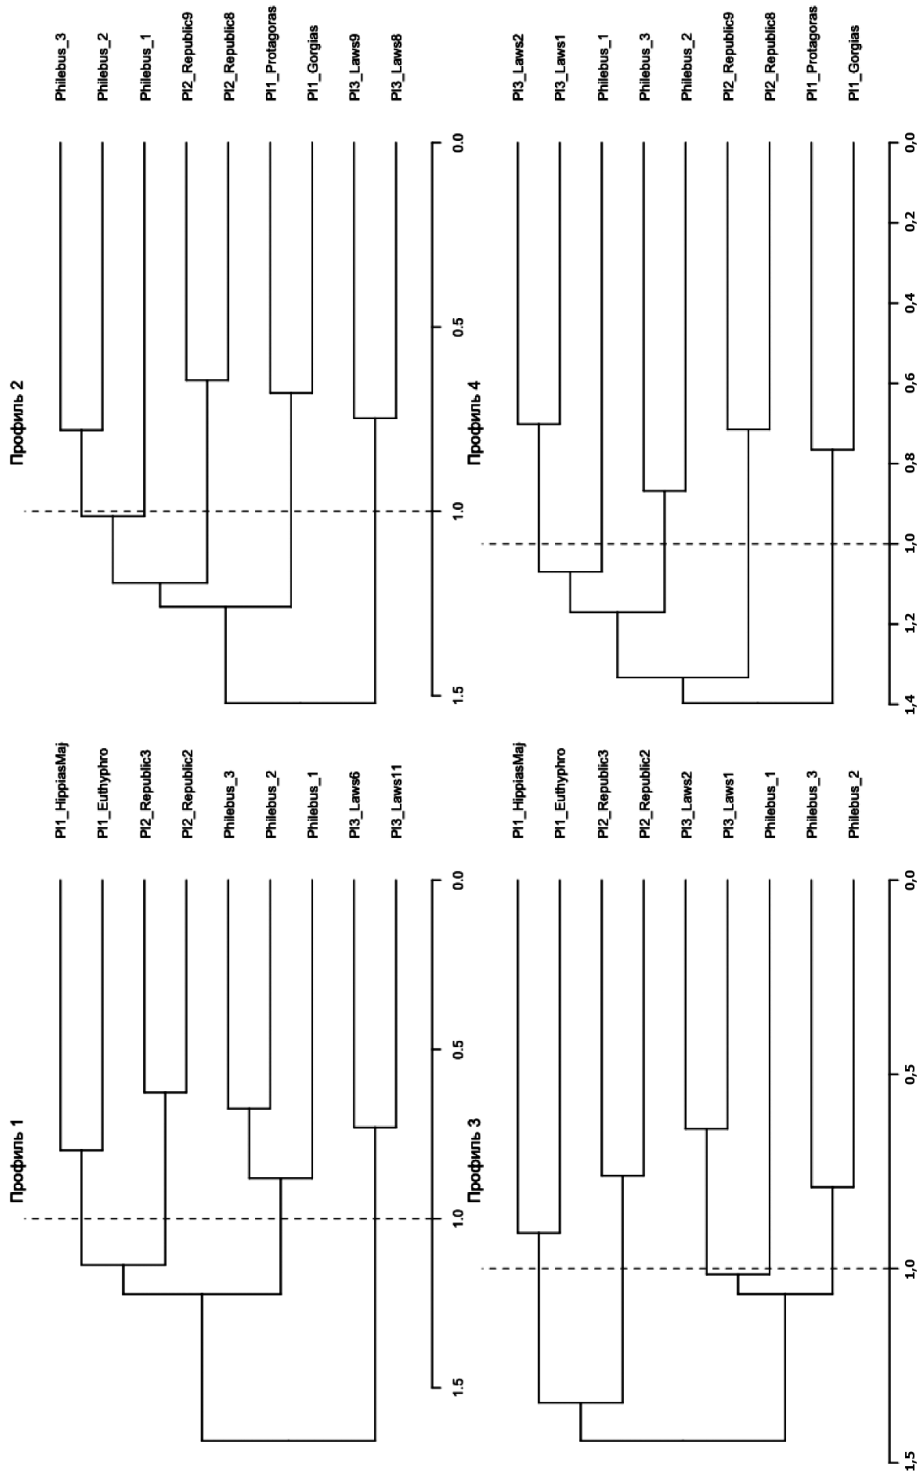 Профиль 2
Philebus_3
Philebus_2
Philebus_1
Pl2_Republic9
Pl2_Republic8
Pl1_Protagoras
Pl1_Gorgias
Pl3_Laws9
Pl3_Laws8
1.5
1.0
0.5
0.0
Профиль 4
Pl3_Laws2
Pl3_Laws1
Philebus_1
Philebus_3
Philebus_2
Pl2_Republic9
Pl2_Republic8
Pl1_Protagoras
Pl1_Gorgias
1,4
1,2
1,0
0,8
0,6
0,4
0,2
0,0
Профиль 1
Pl1_HippiasMaj
Pl1_Euthyphro
Pl2_Republic3
Pl2_Republic2
Philebus_3
Philebus_2
Philebus_1
Pl3_Laws6
Pl3_Laws11
1.5
1.0
0.5
0.0
Профиль 3
Pl1_HippiasMaj
Pl1_Euthyphro
Pl2_Republic3
Pl2_Republic2
Pl3_Laws2
Pl3_Laws1
Philebus_1
Philebus_3
Philebus_2
1,5
1,0
0,5
0,0